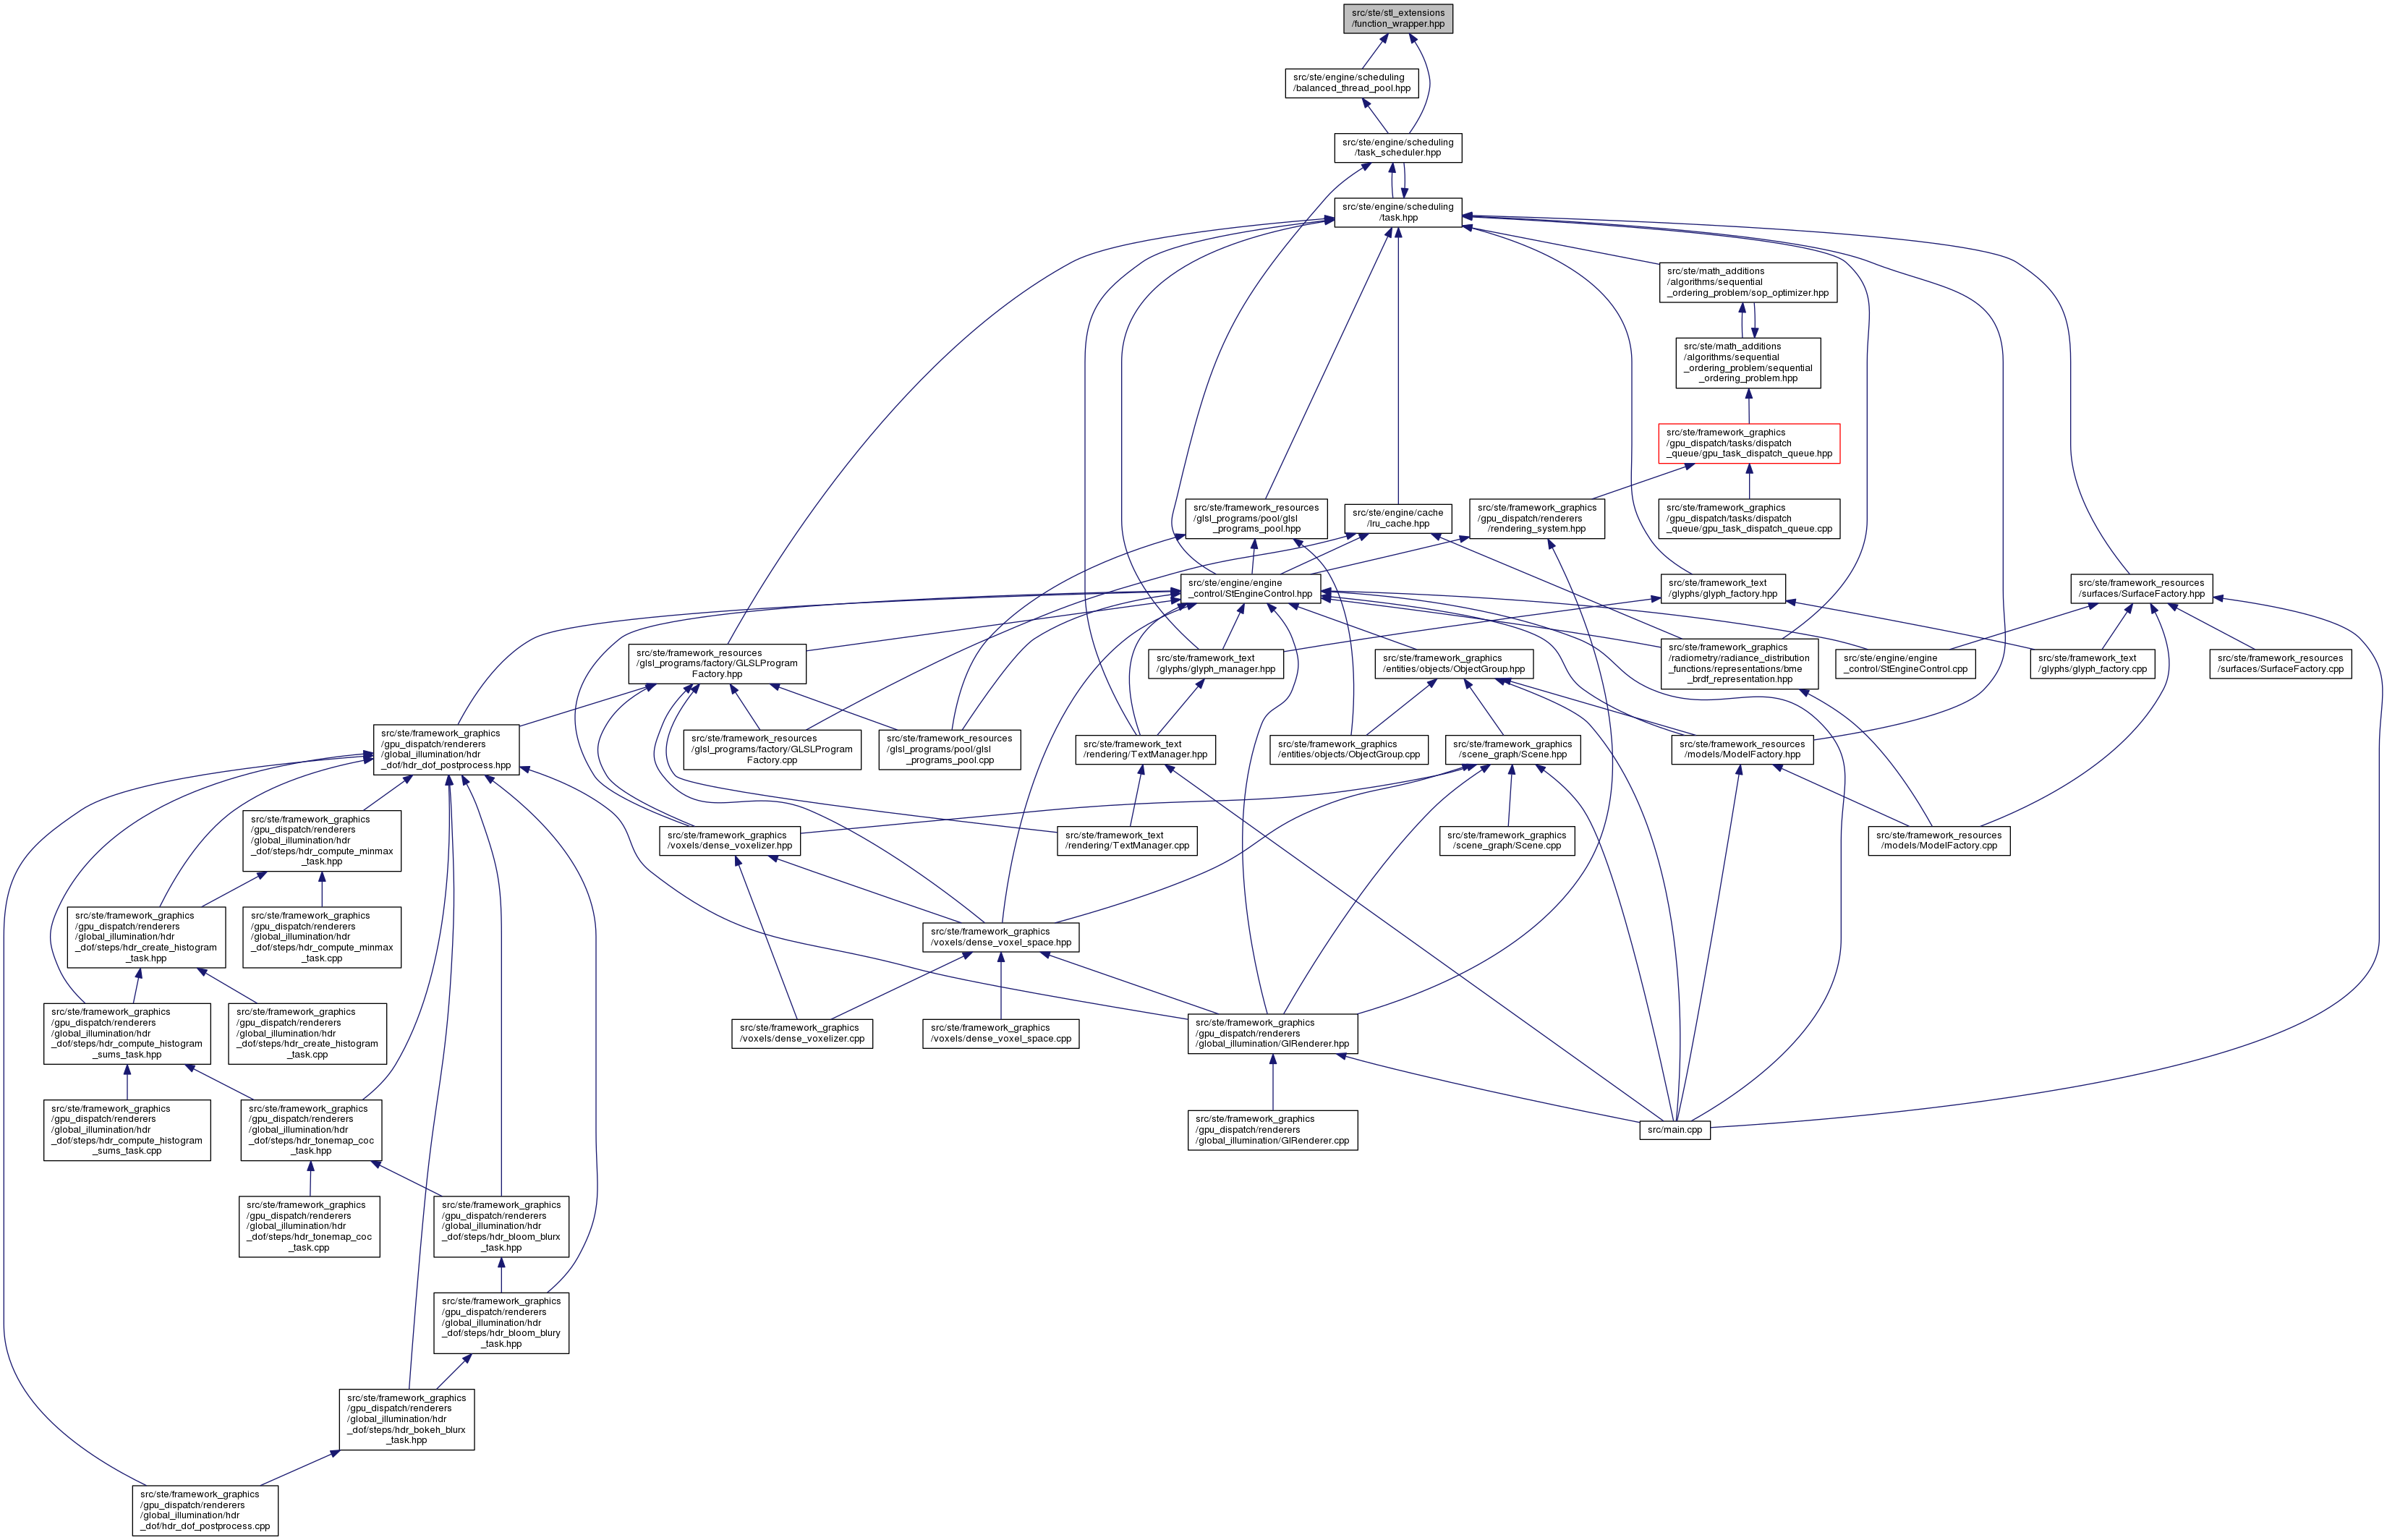 src/ste/stl_extensions
/function_wrapper.hpp
src/ste/engine/scheduling
/balanced_thread_pool.hpp
src/ste/engine/scheduling
/task_scheduler.hpp
src/ste/engine/scheduling
/task.hpp
src/ste/math_additions
/algorithms/sequential
_ordering_problem/sop_optimizer.hpp
src/ste/math_additions
/algorithms/sequential
_ordering_problem/sequential
_ordering_problem.hpp
src/ste/framework_graphics
/gpu_dispatch/tasks/dispatch
_queue/gpu_task_dispatch_queue.hpp
src/ste/framework_resources
/glsl_programs/pool/glsl
_programs_pool.hpp
src/ste/engine/cache
/lru_cache.hpp
src/ste/framework_graphics
/gpu_dispatch/renderers
/rendering_system.hpp
src/ste/framework_graphics
/gpu_dispatch/tasks/dispatch
_queue/gpu_task_dispatch_queue.cpp
src/ste/engine/engine
_control/StEngineControl.hpp
src/ste/framework_text
/glyphs/glyph_factory.hpp
src/ste/framework_resources
/surfaces/SurfaceFactory.hpp
src/ste/framework_resources
/glsl_programs/factory/GLSLProgram
Factory.hpp
src/ste/framework_text
/glyphs/glyph_manager.hpp
src/ste/framework_graphics
/entities/objects/ObjectGroup.hpp
src/ste/framework_graphics
/radiometry/radiance_distribution
_functions/representations/bme
_brdf_representation.hpp
src/ste/engine/engine
_control/StEngineControl.cpp
src/ste/framework_text
/glyphs/glyph_factory.cpp
src/ste/framework_resources
/surfaces/SurfaceFactory.cpp
src/ste/framework_graphics
/gpu_dispatch/renderers
/global_illumination/hdr
_dof/hdr_dof_postprocess.hpp
src/ste/framework_resources
/glsl_programs/factory/GLSLProgram
Factory.cpp
src/ste/framework_resources
/glsl_programs/pool/glsl
_programs_pool.cpp
src/ste/framework_text
/rendering/TextManager.hpp
src/ste/framework_graphics
/entities/objects/ObjectGroup.cpp
src/ste/framework_graphics
/scene_graph/Scene.hpp
src/ste/framework_resources
/models/ModelFactory.hpp
src/ste/framework_graphics
/gpu_dispatch/renderers
/global_illumination/hdr
_dof/steps/hdr_compute_minmax
_task.hpp
src/ste/framework_graphics
/voxels/dense_voxelizer.hpp
src/ste/framework_text
/rendering/TextManager.cpp
src/ste/framework_graphics
/scene_graph/Scene.cpp
src/ste/framework_resources
/models/ModelFactory.cpp
src/ste/framework_graphics
/gpu_dispatch/renderers
/global_illumination/hdr
_dof/steps/hdr_create_histogram
_task.hpp
src/ste/framework_graphics
/gpu_dispatch/renderers
/global_illumination/hdr
_dof/steps/hdr_compute_minmax
_task.cpp
src/ste/framework_graphics
/voxels/dense_voxel_space.hpp
src/ste/framework_graphics
/gpu_dispatch/renderers
/global_illumination/hdr
_dof/steps/hdr_compute_histogram
_sums_task.hpp
src/ste/framework_graphics
/gpu_dispatch/renderers
/global_illumination/hdr
_dof/steps/hdr_create_histogram
_task.cpp
src/ste/framework_graphics
/voxels/dense_voxelizer.cpp
src/ste/framework_graphics
/voxels/dense_voxel_space.cpp
src/ste/framework_graphics
/gpu_dispatch/renderers
/global_illumination/GIRenderer.hpp
src/ste/framework_graphics
/gpu_dispatch/renderers
/global_illumination/hdr
_dof/steps/hdr_compute_histogram
_sums_task.cpp
src/ste/framework_graphics
/gpu_dispatch/renderers
/global_illumination/hdr
_dof/steps/hdr_tonemap_coc
_task.hpp
src/ste/framework_graphics
/gpu_dispatch/renderers
/global_illumination/GIRenderer.cpp
src/main.cpp
src/ste/framework_graphics
/gpu_dispatch/renderers
/global_illumination/hdr
_dof/steps/hdr_tonemap_coc
_task.cpp
src/ste/framework_graphics
/gpu_dispatch/renderers
/global_illumination/hdr
_dof/steps/hdr_bloom_blurx
_task.hpp
src/ste/framework_graphics
/gpu_dispatch/renderers
/global_illumination/hdr
_dof/steps/hdr_bloom_blury
_task.hpp
src/ste/framework_graphics
/gpu_dispatch/renderers
/global_illumination/hdr
_dof/steps/hdr_bokeh_blurx
_task.hpp
src/ste/framework_graphics
/gpu_dispatch/renderers
/global_illumination/hdr
_dof/hdr_dof_postprocess.cpp